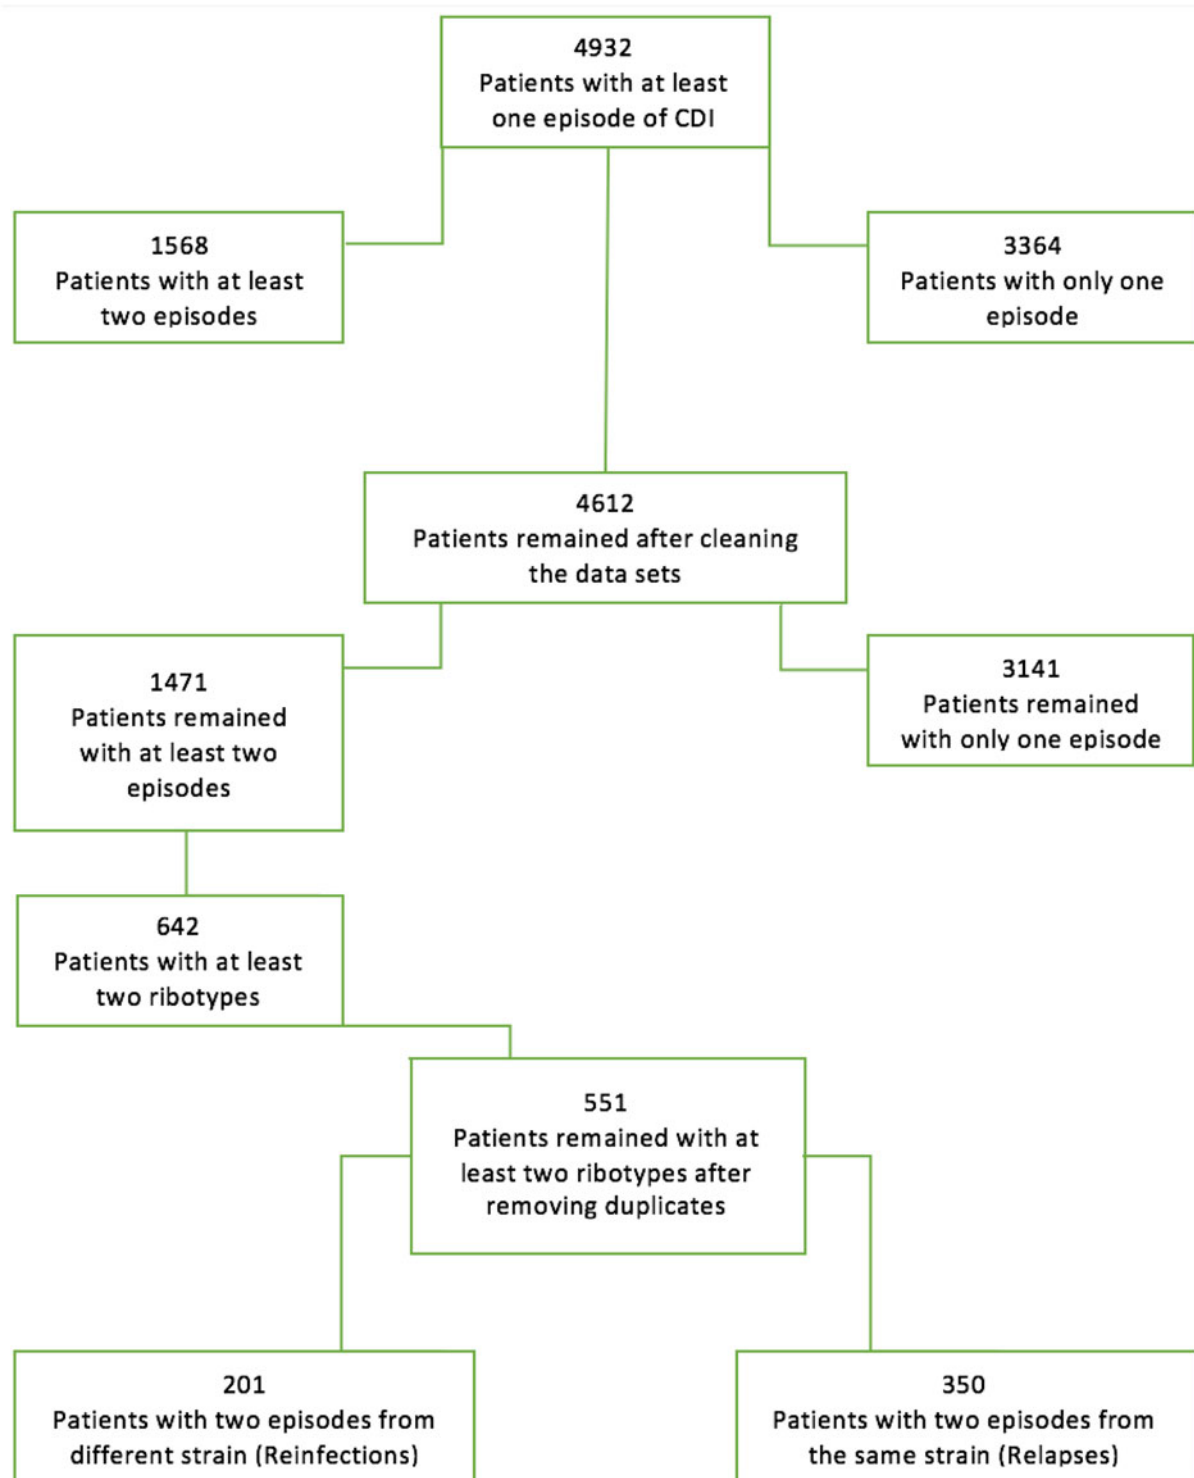 4932
Patients with at least
one episode of CDI
1568
Patients with at least
two episodes
3364
Patients with only one
episode
4612
Patients remained after cleaning
the data sets
1471
Patients remained
with at least two
episodes
3141
Patients remained
with only one episode
642
Patients with at least
two ribotypes
551
Patients remained with at
least two ribotypes after
removing duplicates
201
Patients with two episodes from
different strain (Reinfections)
350
Patients with two episodes from
the same strain (Relapses)